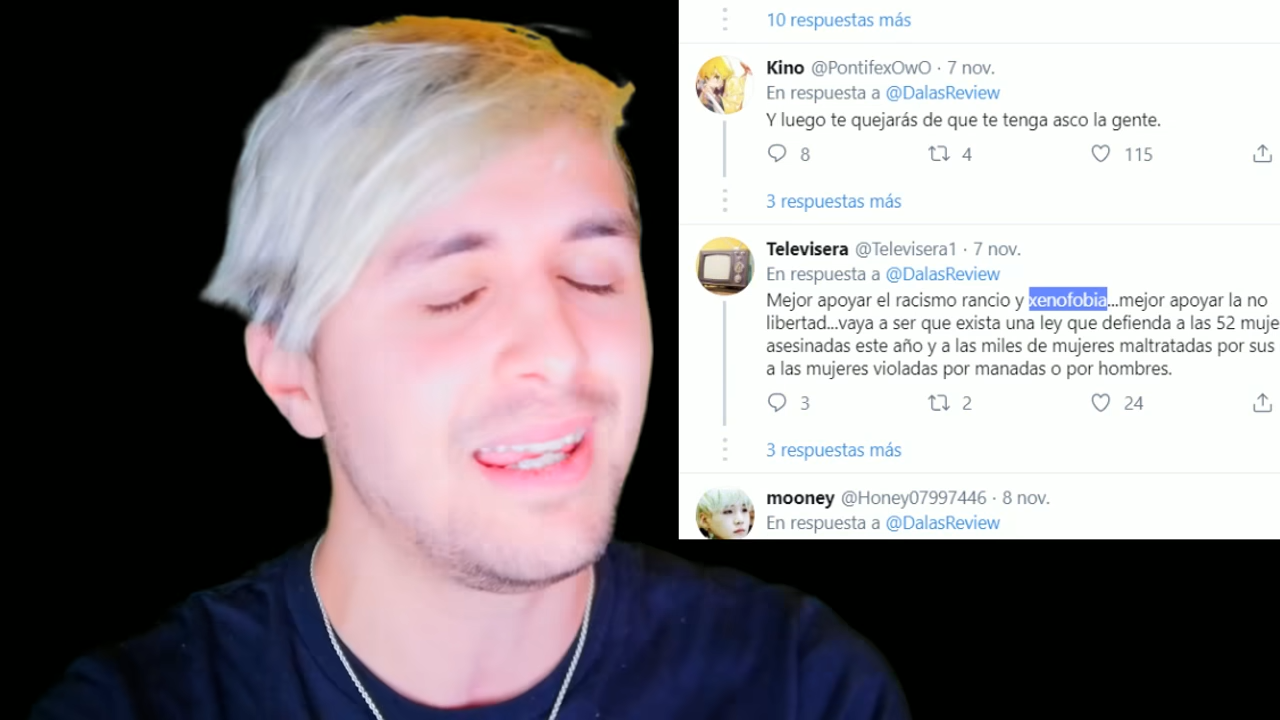 10 respuestas más
Kino @PontifexOwO · 7 nov.
En respuesta a @DalasReview
Y luego te quejarás de que te tenga asco la gente.
8 4 115
3 respuestas más
Televisera @Televisera1 · 7 nov.
En respuesta a @DalasReview
Mejor apoyar el racismo rancio y xenofobia...mejor apoyar la no
libertad...vaya a ser que exista una ley que defienda a las 52 muje
asesinadas este año y a las miles de mujeres maltratadas por sus
a las mujeres violadas por manadas o por hombres.
3 2 24
3 respuestas más
mooney @Honey07997446 · 8 nov.
En respuesta a @DalasReview